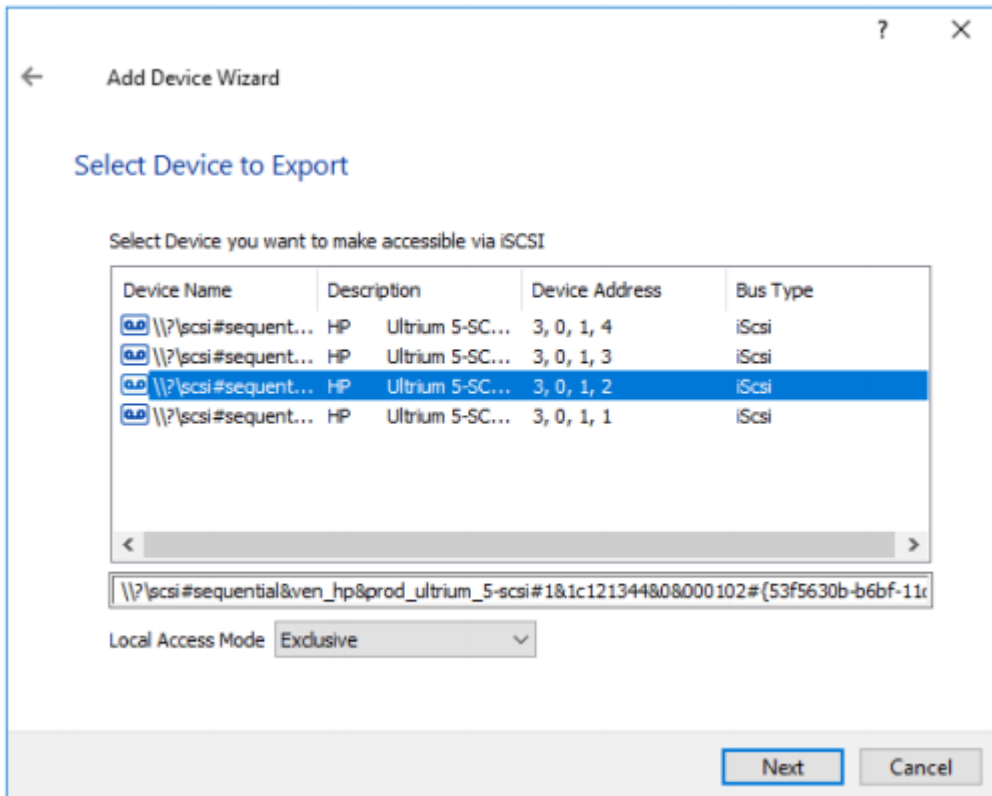 ?
Add Device Wizard
Select Device to Export
Select Device you want to make accessible via iSCSI
Device Name Description Device Address Bus Type
\\?\scsi#sequent... HP Ultrium 5-SC... 3, 0, 1, 4 iScsi
\\?\scsi#sequent... HP Ultrium 5-SC... 3, 0, 1, 3 iScsi
\\?\scsi#sequent... HP Ultrium 5-SC... 3, 0, 1, 2 iScsi
\\?\scsi#sequent... HP Ultrium 5-SC... 3, 0, 1, 1 iScsi
\\?\scsi#sequential&ven_hp&prod_ultrium_5-scsi#1&1c121344&0&000102#{53f5630b-b6bf-11
Local Access Mode Exclusive
Next Cancel